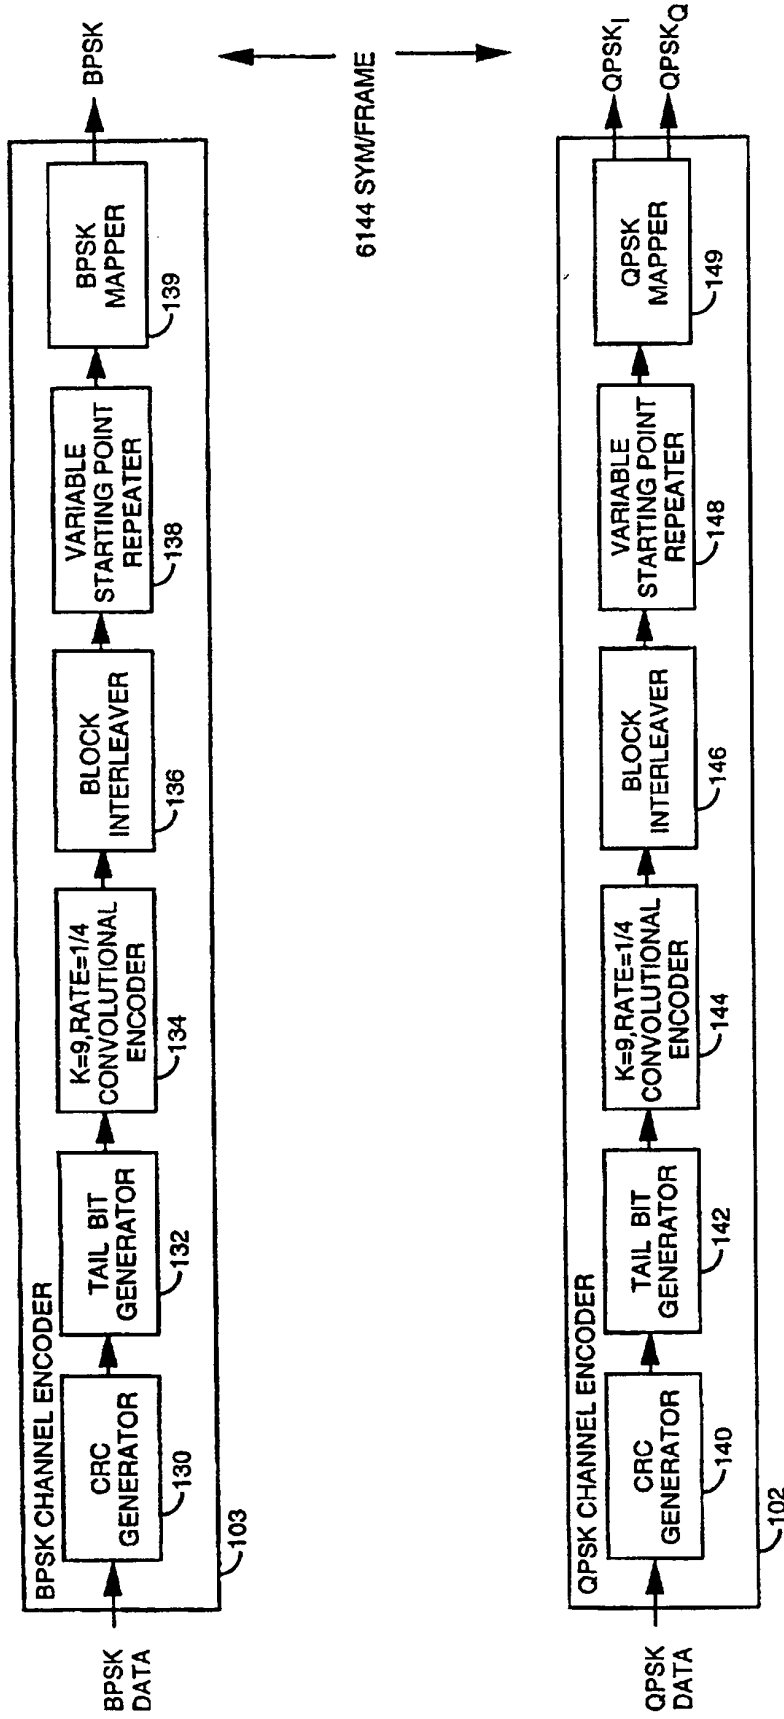 BPSK CHANNEL ENCODER
BPSK
DATA
CRC
GENERATOR
130
TAIL BIT
GENERATOR
132
K=9,RATE=1/4
CONVOLUTIONAL
ENCODER
134
BLOCK
INTERLEAVER
136
VARIABLE
STARTING POINT
REPEATER
138
BPSK
MAPPER
139
BPSK
103
6144 SYM/FRAME
QPSK CHANNEL ENCODER
QPSK
DATA
CRC
GENERATOR
140
TAIL BIT
GENERATOR
142
K=9,RATE=1/4
CONVOLUTIONAL
ENCODER
144
BLOCK
INTERLEAVER
146
VARIABLE
STARTING POINT
REPEATER
148
QPSK
MAPPER
149
QPSKI
QPSKQ
102